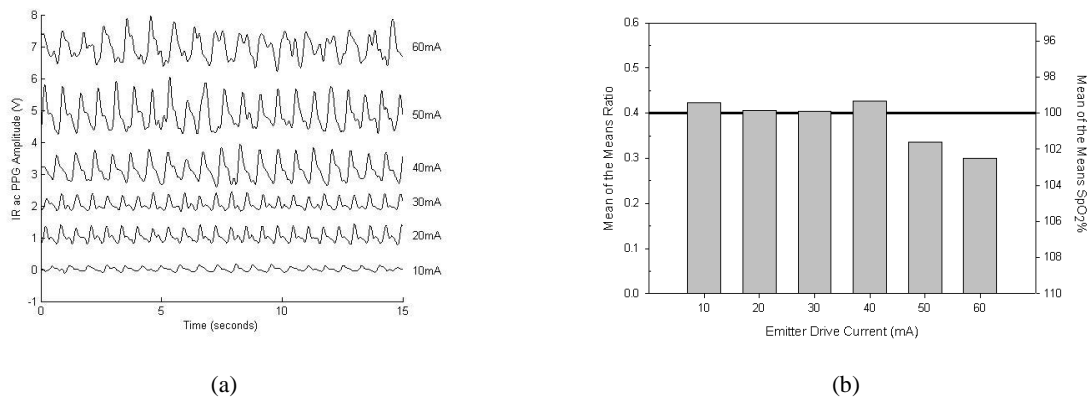 8
7
6
5
4
3
2
1
0
-1
IR ac PPG Amplitude (V)
60mA
50mA
40mA
30mA
20mA
10mA
0
5
10
15
Time (seconds)
(a)
0.6
0.5
0.4
0.3
0.2
0.1
0.0
Mean of the Means Ratio
96
98
100
102
104
106
108
110
Mean of the Means SpO₂%
10
20
30
40
50
60
Emitter Drive Current (mA)
(b)